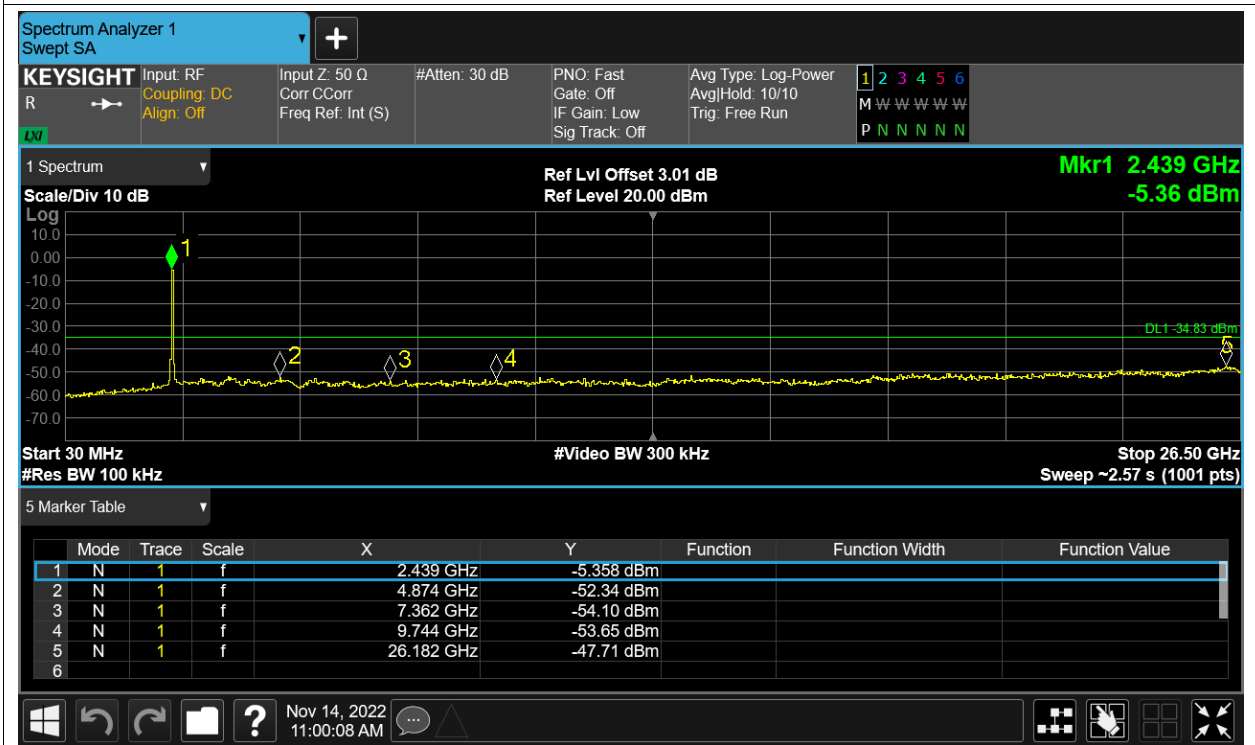 Spectrum Analyzer 1
Swept SA
KEYSIGHT Input: RF Input Z: 50 Ω #Atten: 30 dB PNO: Fast Avg Type: Log-Power 1 2 3 4 5 6
R Coupling: DC Corr CCorr Gate: Off Avg|Hold: 10/10 M W W W W W
Align: Off Freq Ref: Int (S) IF Gain: Low Trig: Free Run
LXI Sig Track: Off P N N N N N
1 Spectrum Ref Lvl Offset 3.01 dB Mkr1 2.439 GHz
Scale/Div 10 dB Ref Level 20.00 dBm -5.36 dBm
Log
10.0
1
0.00
-10.0
-20.0
-30.0 DL1 -34.83 dBm
-40.0 2 3 4 5
-50.0
-60.0
-70.0
Start 30 MHz #Video BW 300 kHz Stop 26.50 GHz
#Res BW 100 kHz Sweep ~2.57 s (1001 pts)
5 Marker Table
Mode Trace Scale X Y Function Function Width Function Value
1 N 1 f 2.439 GHz -5.358 dBm
2 N 1 f 4.874 GHz -52.34 dBm
3 N 1 f 7.362 GHz -54.10 dBm
4 N 1 f 9.744 GHz -53.65 dBm
5 N 1 f 26.182 GHz -47.71 dBm
6
? Nov 14, 2022
11:00:08 AM